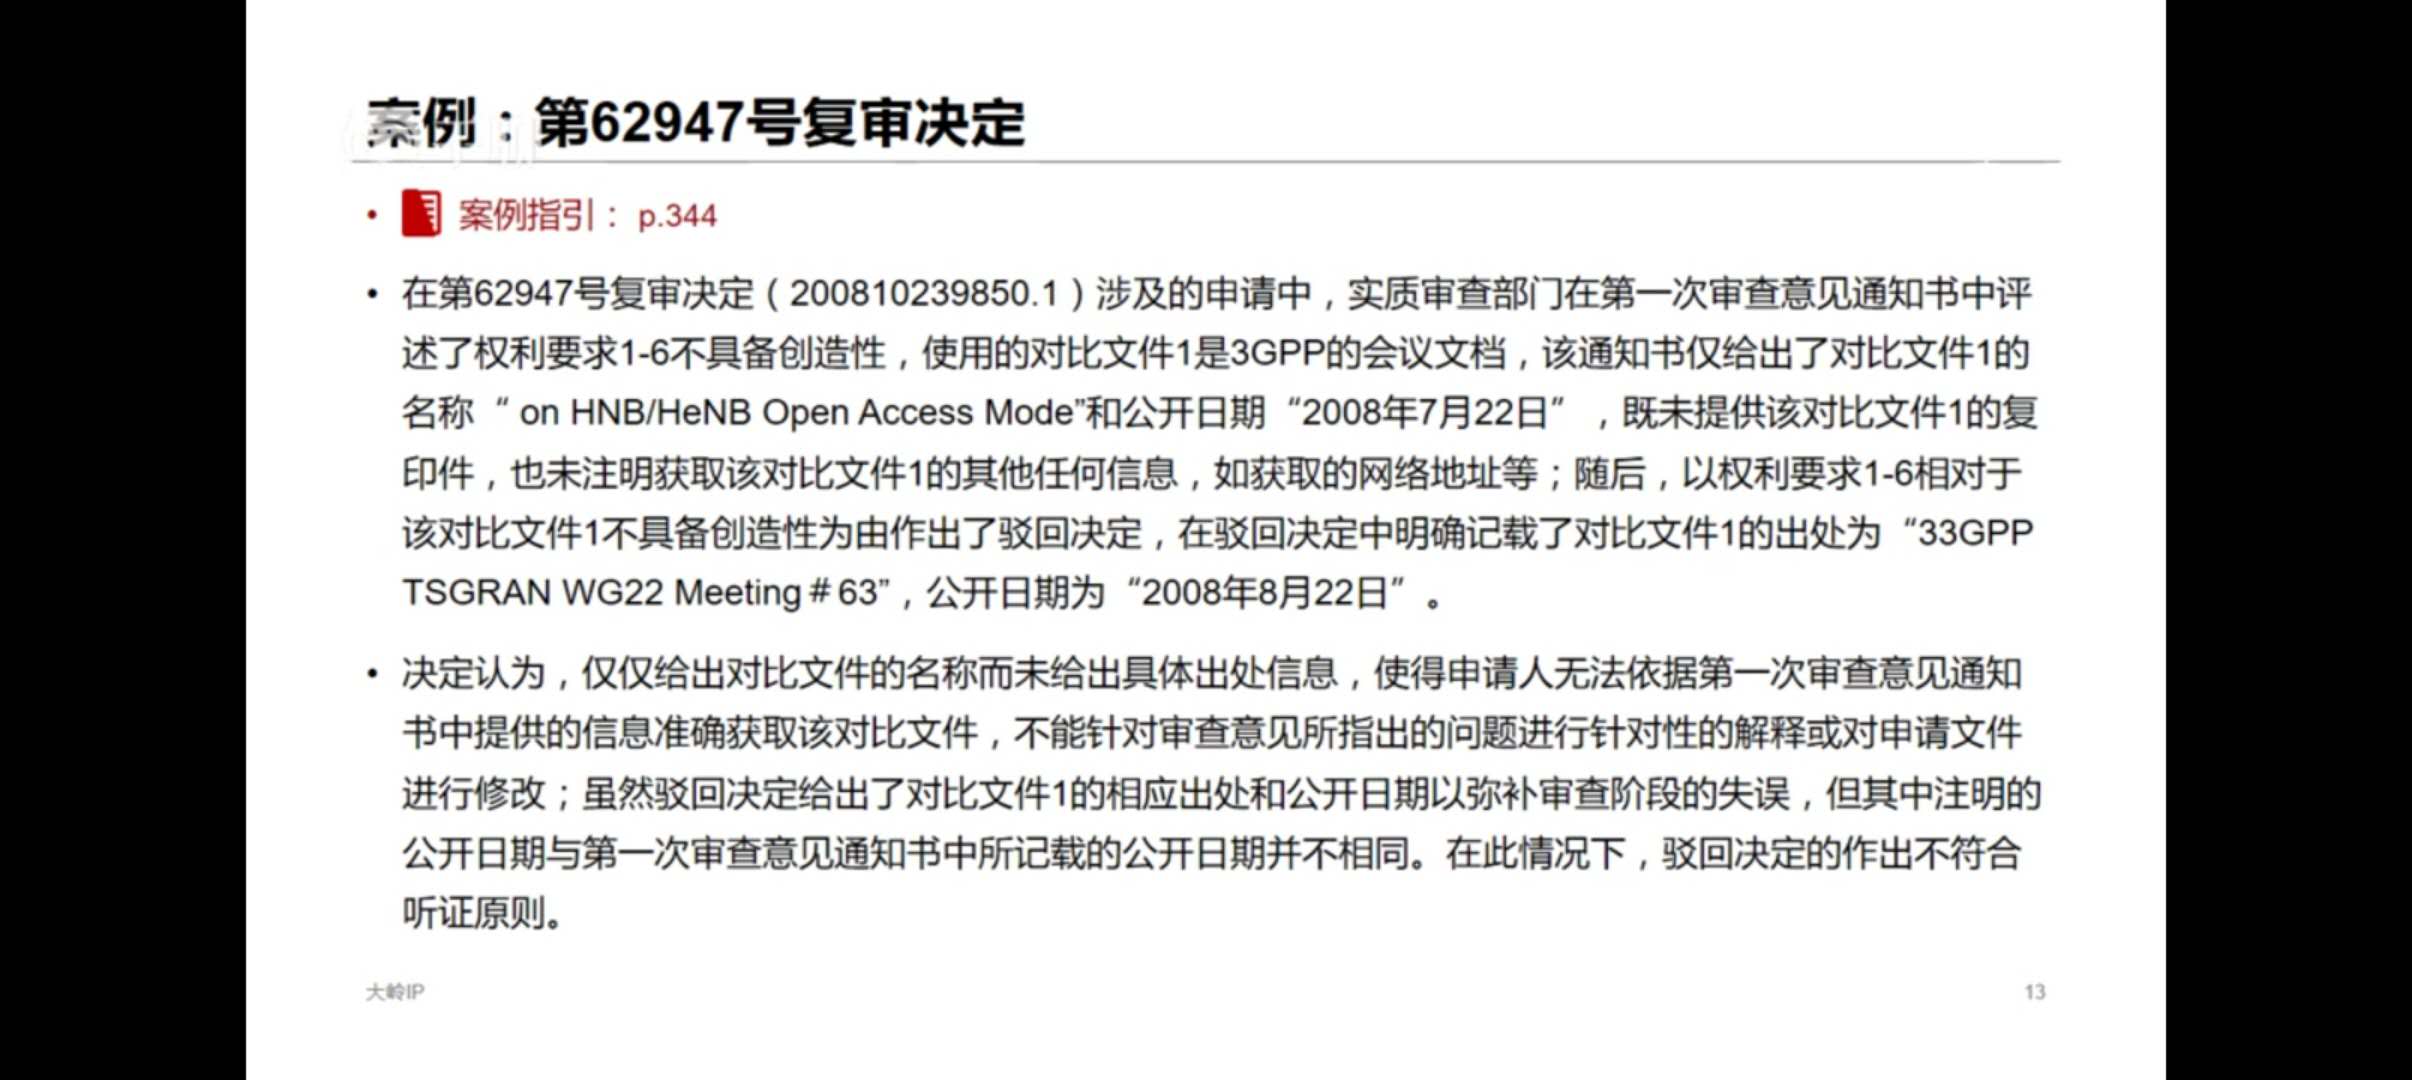 案例：第62947号复审决定
• 案例指引： p.344
• 在第62947号复审决定（200810239850.1）涉及的申请中，实质审查部门在第一次审查意见通知书中评
述了权利要求1-6不具备创造性，使用的对比文件1是3GPP的会议文档，该通知书仅给出了对比文件1的
名称“ on HNB/HeNB Open Access Mode”和公开日期“2008年7月22日”，既未提供该对比文件1的复
印件，也未注明获取该对比文件1的其他任何信息，如获取的网络地址等；随后，以权利要求1-6相对于
该对比文件1不具备创造性为由作出了驳回决定，在驳回决定中明确记载了对比文件1的出处为“33GPP
TSGRAN WG22 Meeting＃63”，公开日期为“2008年8月22日”。
• 决定认为，仅仅给出对比文件的名称而未给出具体出处信息，使得申请人无法依据第一次审查意见通知
书中提供的信息准确获取该对比文件，不能针对审查意见所指出的问题进行针对性的解释或对申请文件
进行修改；虽然驳回决定给出了对比文件1的相应出处和公开日期以弥补审查阶段的失误，但其中注明的
公开日期与第一次审查意见通知书中所记载的公开日期并不相同。在此情况下，驳回决定的作出不符合
听证原则。
大岭IP
13